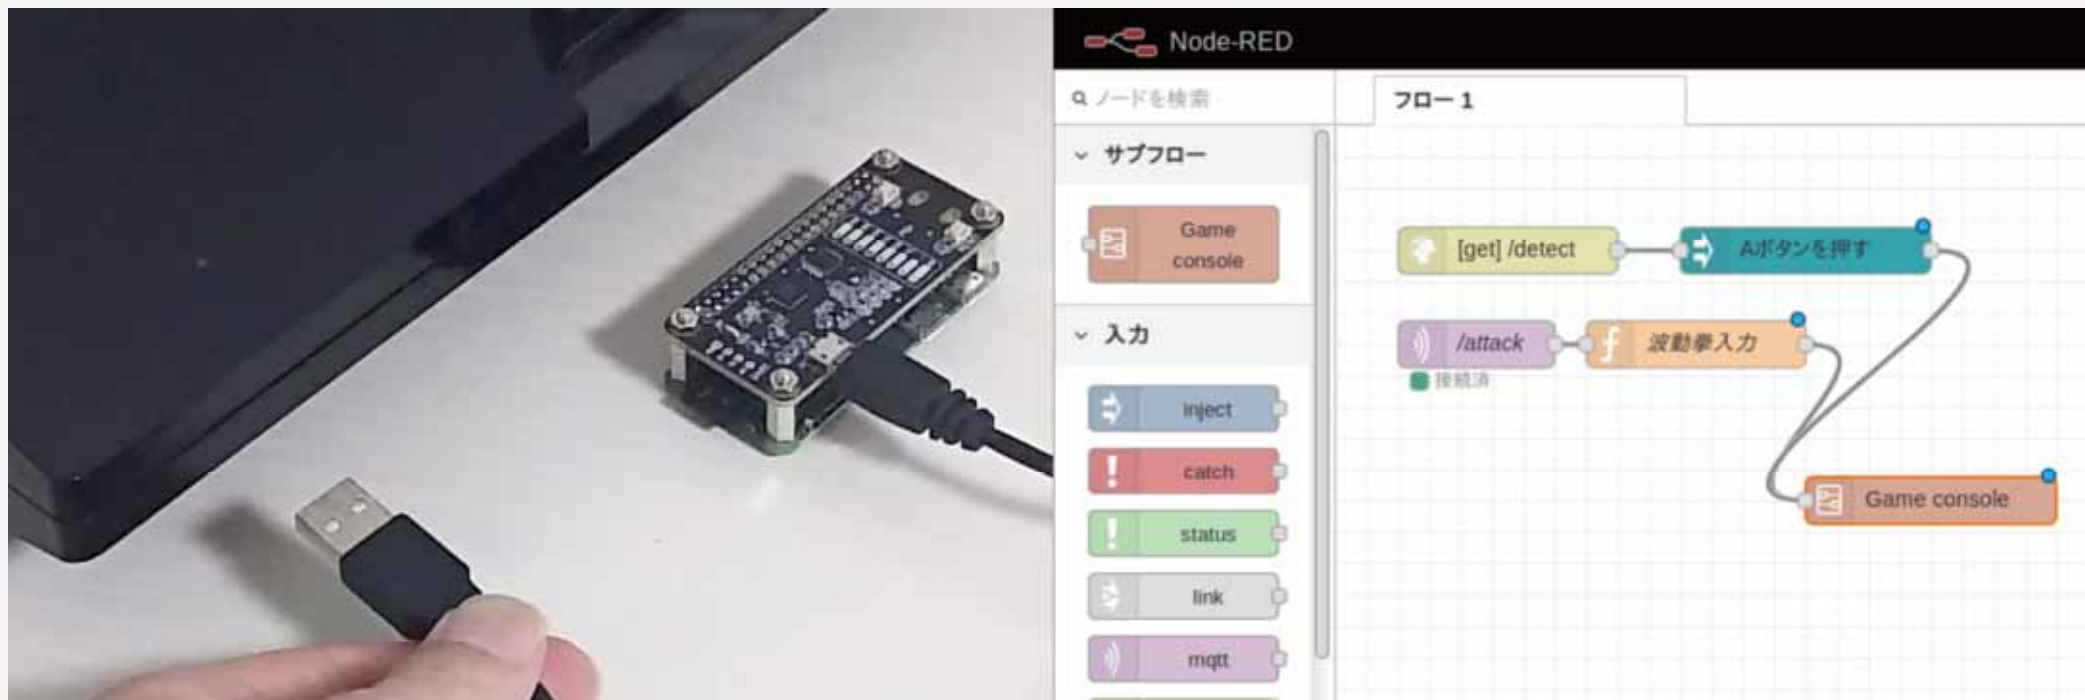 Node-RED
ノードを検索
フロー 1
サブフロー
Game
console
入力
inject
catch
status
link
mqtt
[get] /detect
Aボタンを押す
/attack
波動拳入力
接続済
Game console